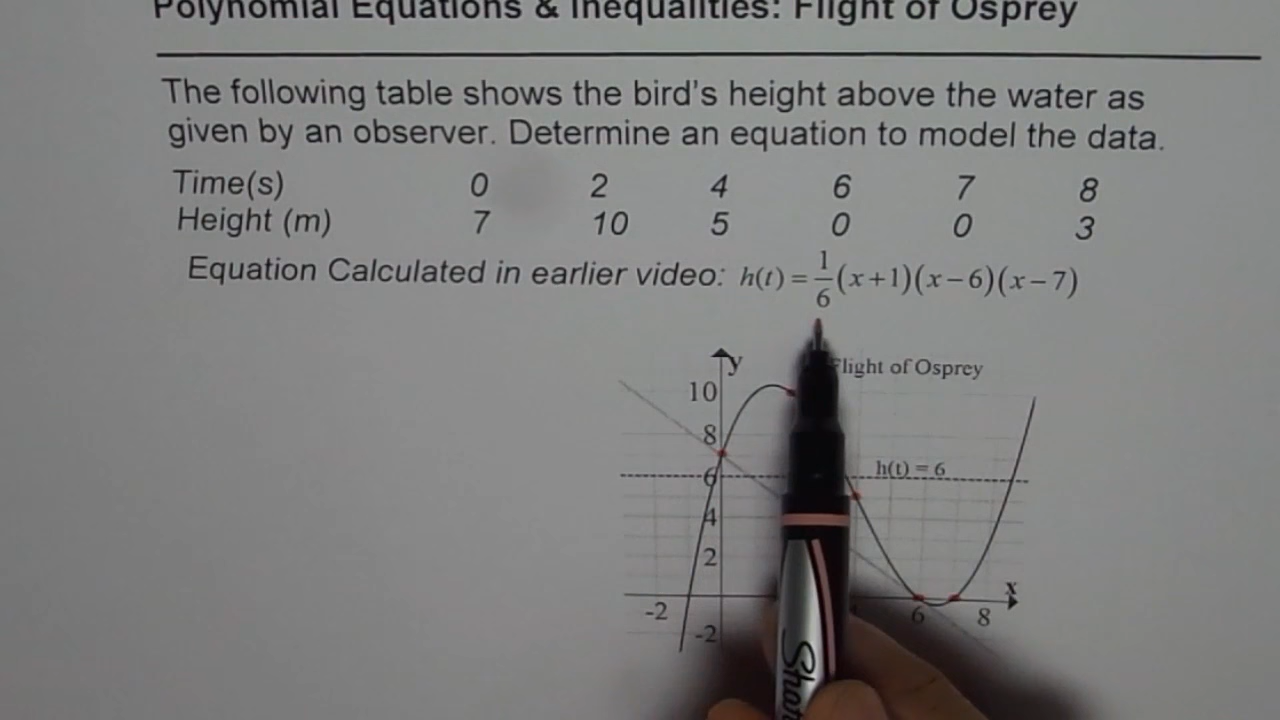 Polynomial Equations & Inequalities: Flight of Osprey
The following table shows the bird's height above the water as
given by an observer. Determine an equation to model the data.
Time(s) 0 2 4 6 7 8
Height (m) 7 10 5 0 0 3
Equation Calculated in earlier video: h(t) = 1/6 (x+1)(x−6)(x−7)
y
Flight of Osprey
10
8
h(t) = 6
6
4
2
x
-2 6 8
-2